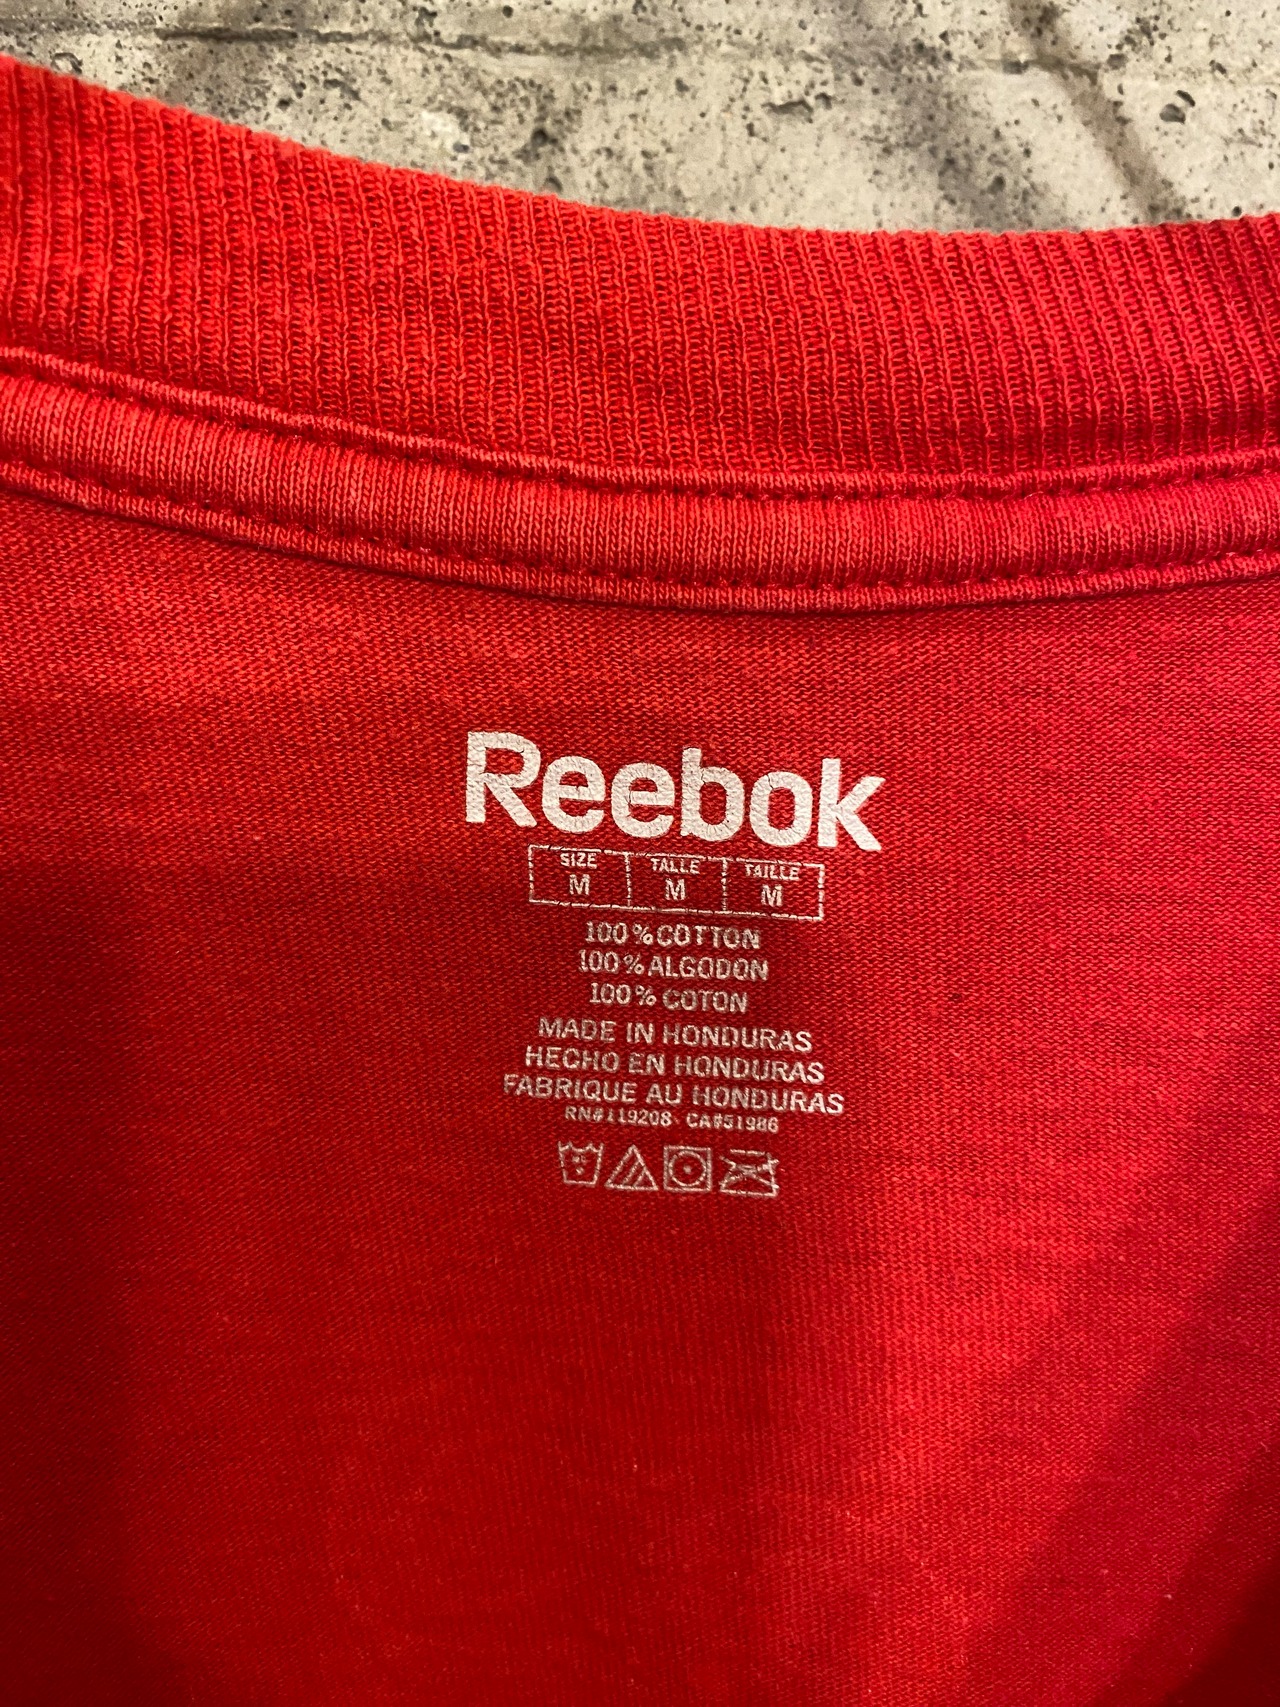 Reebok
SIZE TALLE TAILLE
M M M
100% COTTON
100% ALGODON
100% COTON
MADE IN HONDURAS
HECHO EN HONDURAS
FABRIQUE AU HONDURAS
RN#119208 CA#51986